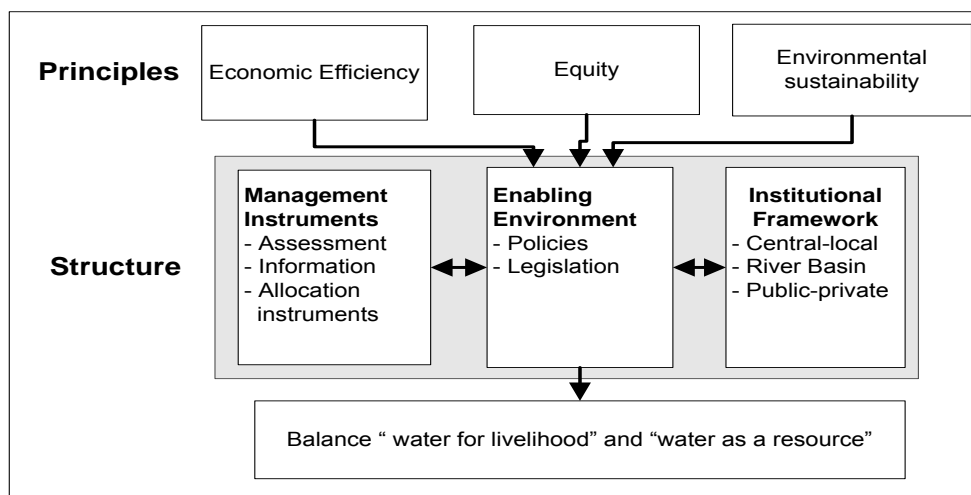 Principles
Economic Efficiency
Equity
Environmental
sustainability
Structure
Management
Instruments
- Assessment
- Information
- Allocation
instruments
Enabling
Environment
- Policies
- Legislation
Institutional
Framework
- Central-local
- River Basin
- Public-private
Balance “ water for livelihood” and “water as a resource”